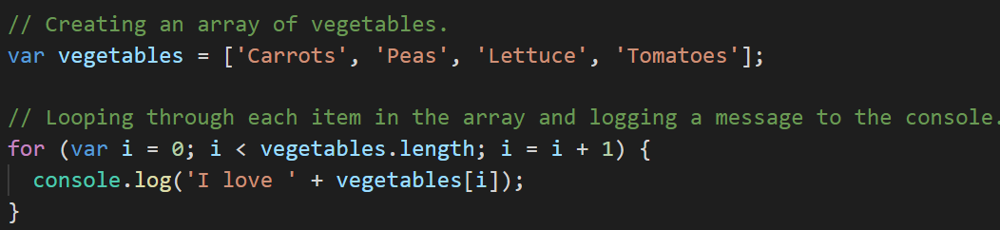 // Creating an array of vegetables.
var vegetables = ['Carrots', 'Peas', 'Lettuce', 'Tomatoes'];
// Looping through each item in the array and logging a message to the console.
for (var i = 0; i < vegetables.length; i = i + 1) {
  console.log('I love ' + vegetables[i]);
}